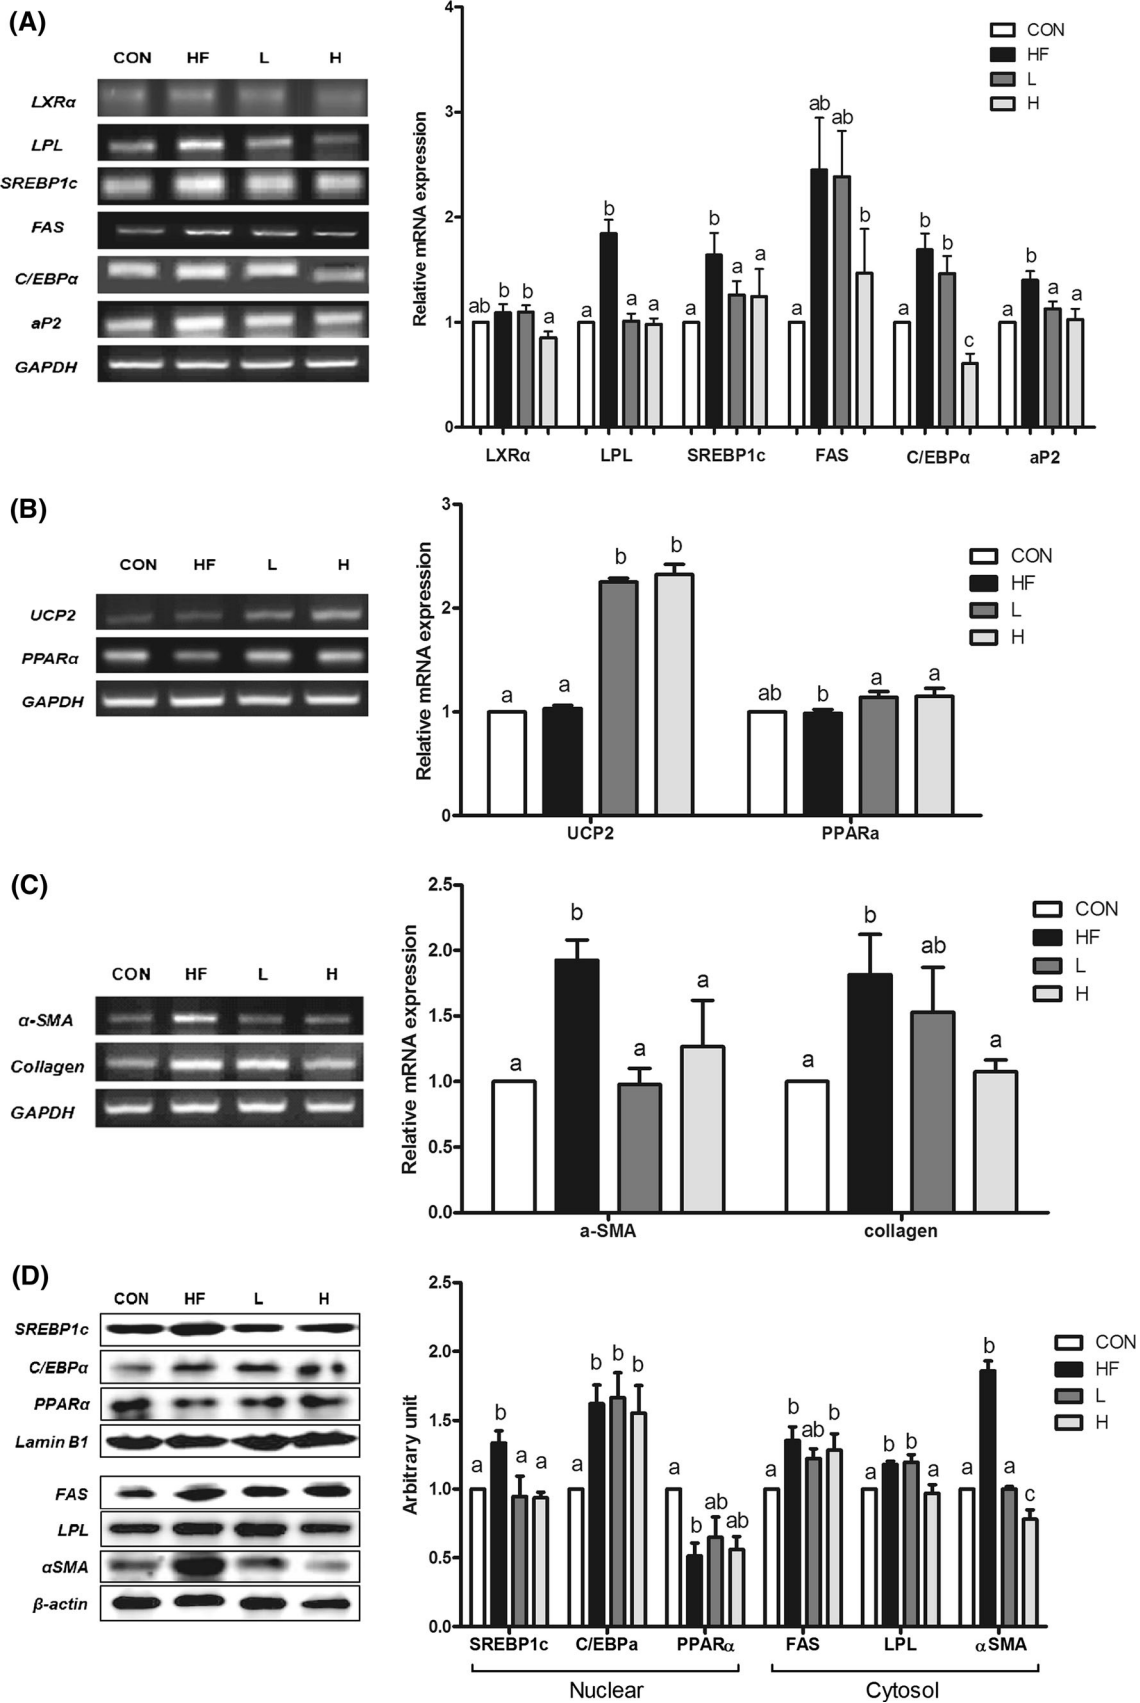 (A)
CON HF L H
LXRα
LPL
SREBP1c
FAS
C/EBPα
aP2
GAPDH
Relative mRNA expression
4
3
2
1
0
CON
HF
L
H
ab b b a
a b a a
a b a a
a ab ab b
a b b c
a b a a
LXRα LPL SREBP1c FAS C/EBPα aP2
(B)
CON HF L H
UCP2
PPARα
GAPDH
Relative mRNA expression
3
2
1
0
CON
HF
L
H
a a b b
ab b a a
UCP2 PPARa
(C)
CON HF L H
α-SMA
Collagen
GAPDH
Relative mRNA expression
2.5
2.0
1.5
1.0
0.5
0.0
CON
HF
L
H
a b a a
a b ab a
a-SMA collagen
(D)
CON HF L H
SREBP1c
C/EBPα
PPARα
Lamin B1
FAS
LPL
αSMA
β-actin
Arbitrary unit
2.5
2.0
1.5
1.0
0.5
0.0
CON
HF
L
H
a b a a
a b b b
a b ab ab
a b ab b
a b b a
a b a c
SREBP1c C/EBPa PPARα FAS LPL αSMA
Nuclear Cytosol